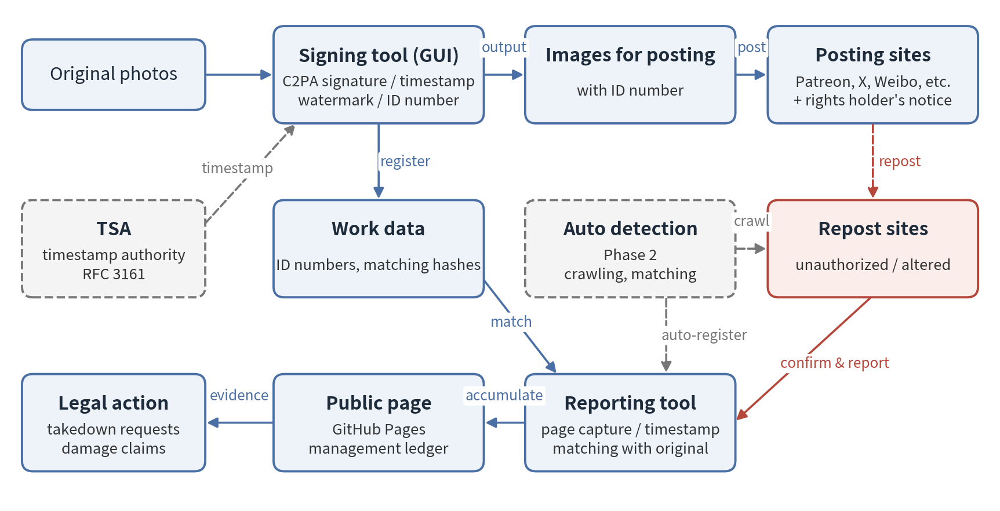 Original photos
Signing tool (GUI)
C2PA signature / timestamp
watermark / ID number
output
Images for posting
with ID number
post
Posting sites
Patreon, X, Weibo, etc.
+ rights holder's notice
timestamp
register
repost
TSA
timestamp authority
RFC 3161
Work data
ID numbers, matching hashes
Auto detection
Phase 2
crawling, matching
crawl
Repost sites
unauthorized / altered
match
auto-register
confirm & report
Legal action
takedown requests
damage claims
evidence
Public page
GitHub Pages
management ledger
accumulate
Reporting tool
page capture / timestamp
matching with original